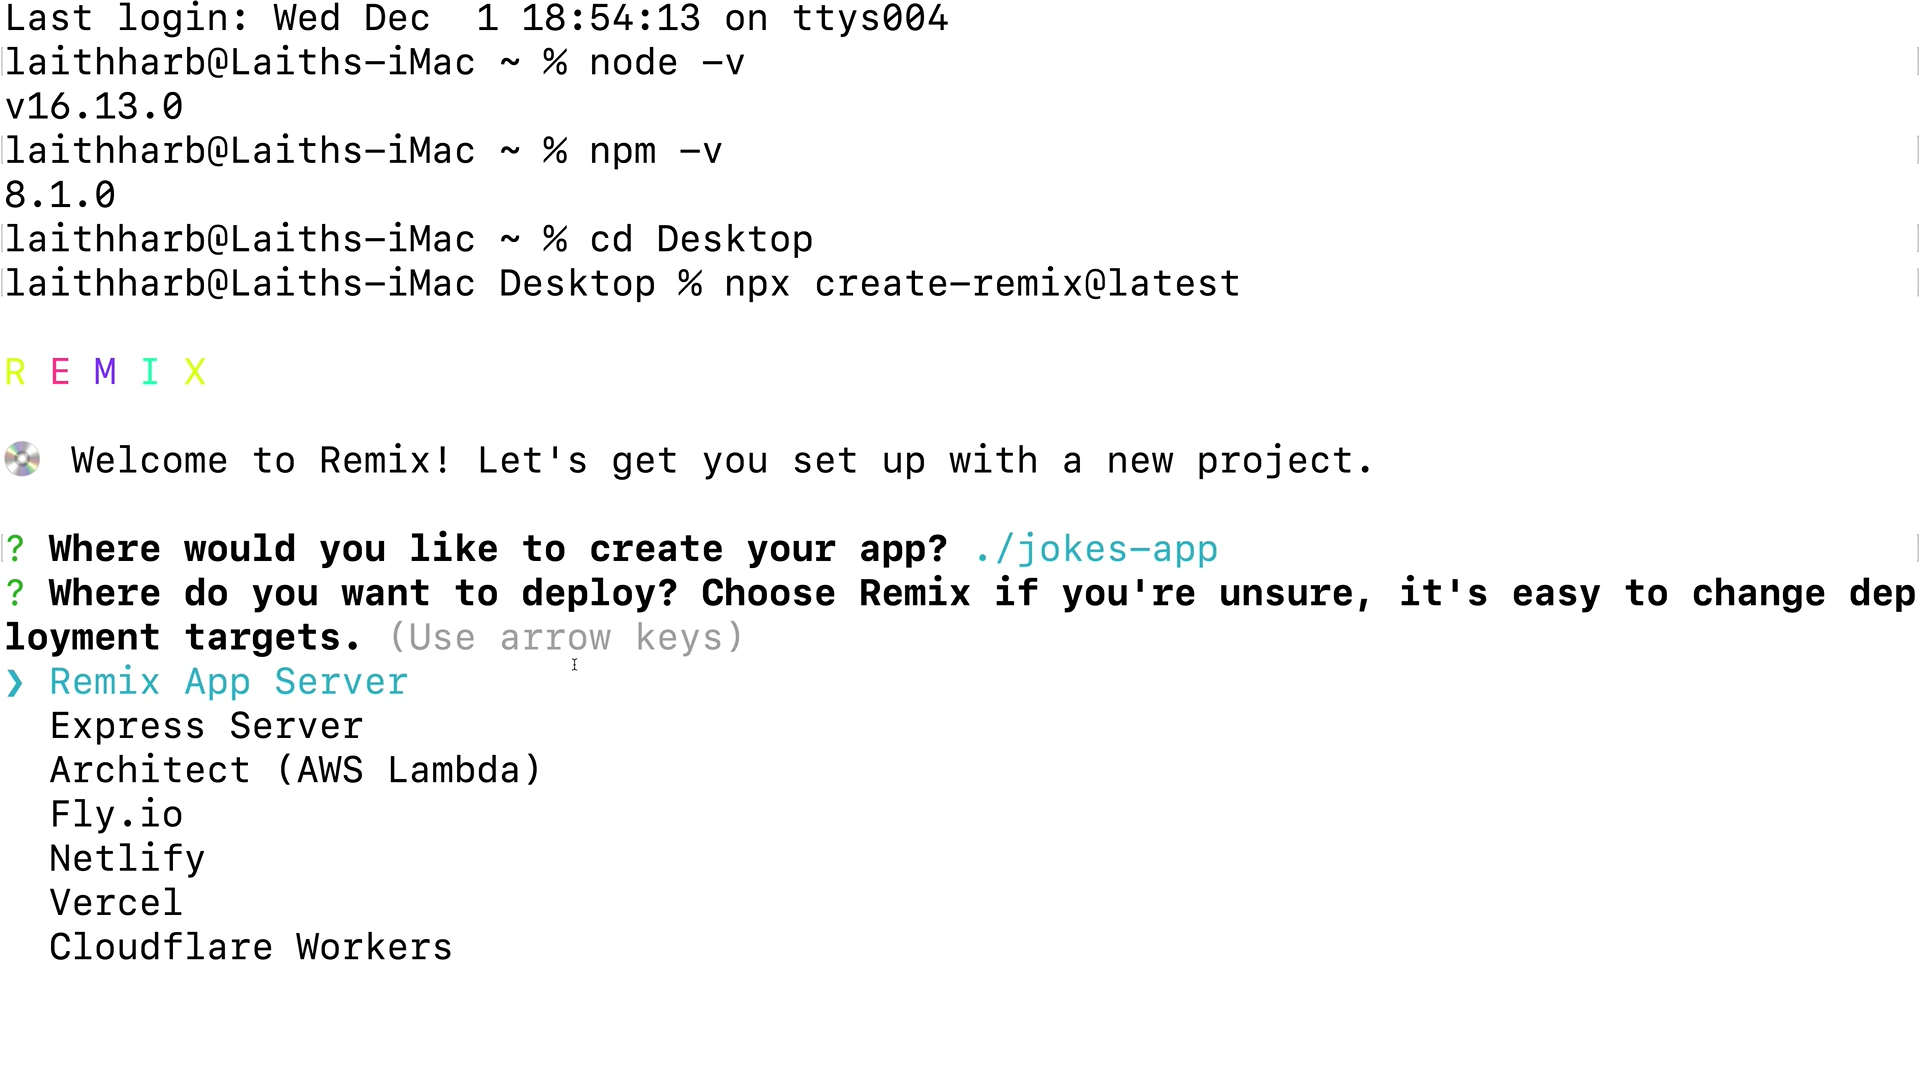 Last login: Wed Dec  1 18:54:13 on ttys004
laithharb@Laiths-iMac ~ % node -v
v16.13.0
laithharb@Laiths-iMac ~ % npm -v
8.1.0
laithharb@Laiths-iMac ~ % cd Desktop
laithharb@Laiths-iMac Desktop % npx create-remix@latest
R E M I X
💿 Welcome to Remix! Let's get you set up with a new project.
? Where would you like to create your app? ./jokes-app
? Where do you want to deploy? Choose Remix if you're unsure, it's easy to change dep
loyment targets. (Use arrow keys)
❯ Remix App Server
Express Server
Architect (AWS Lambda)
Fly.io
Netlify
Vercel
Cloudflare Workers